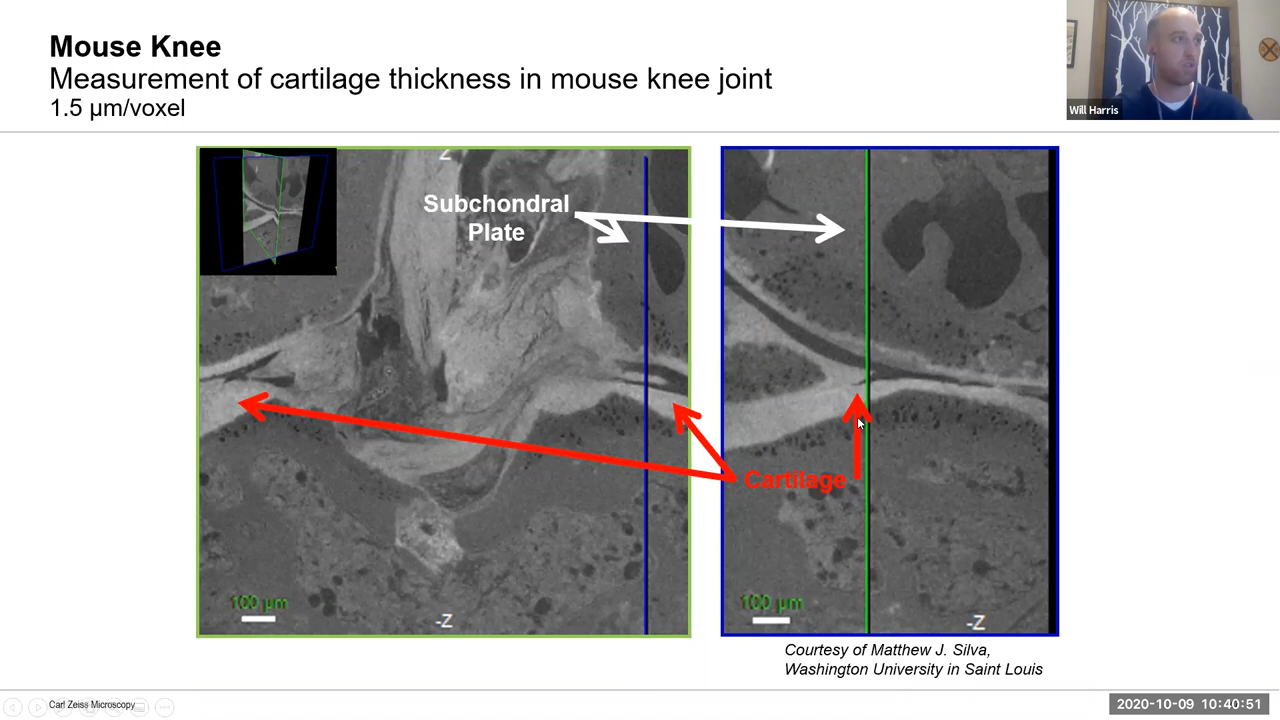 Mouse Knee
Measurement of cartilage thickness in mouse knee joint
1.5 µm/voxel
Will Harris
Z
Subchondral
Plate
Cartilage
100 µm
-Z
100 µm
-Z
Courtesy of Matthew J. Silva,
Washington University in Saint Louis
Carl Zeiss Microscopy
2020-10-09 10:40:51